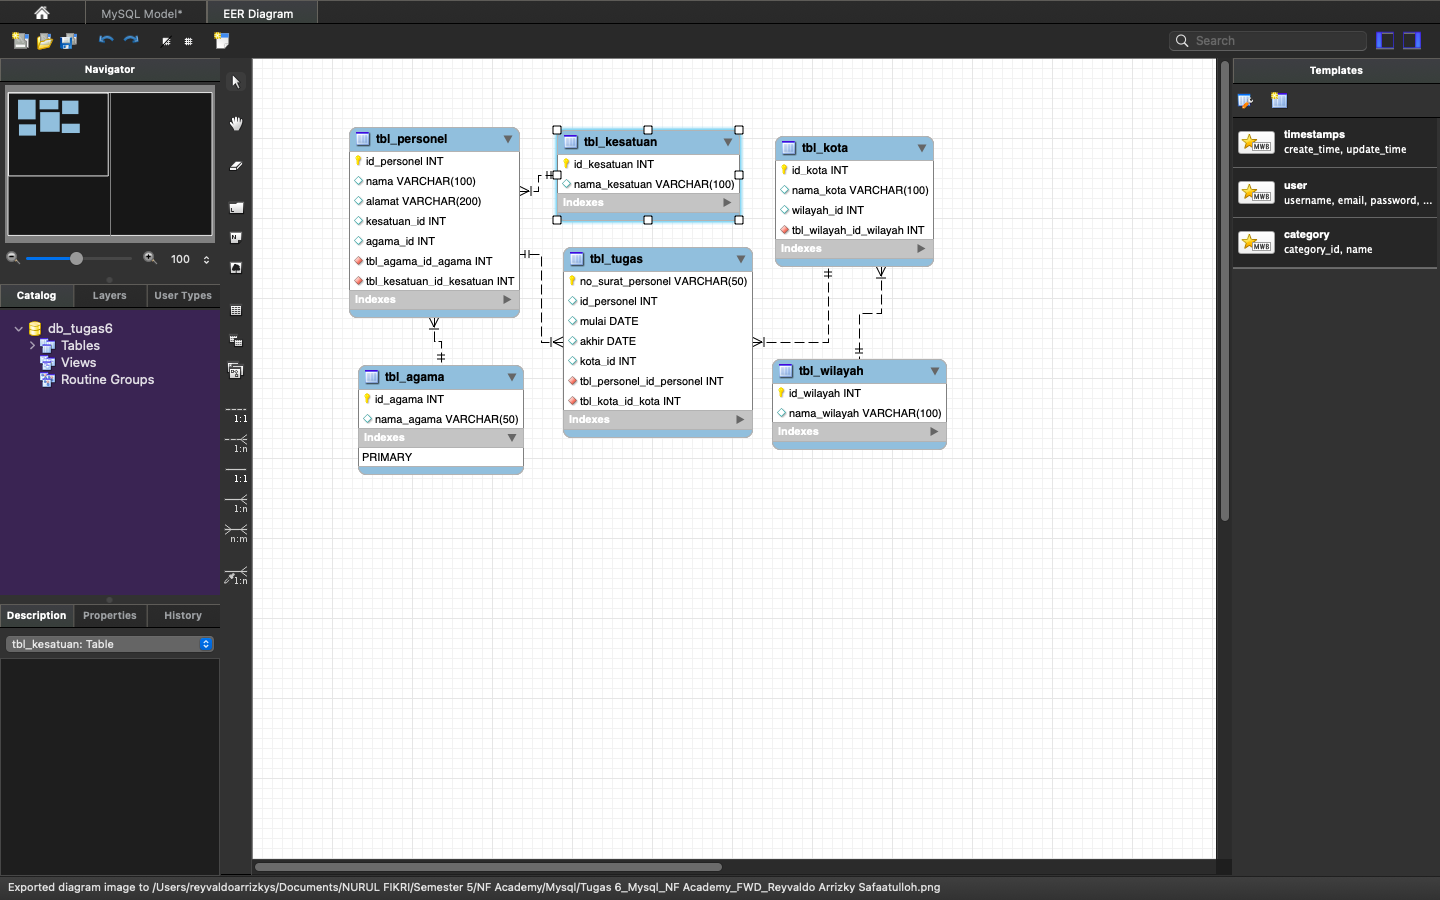 MySQL Model*
EER Diagram
Search
Navigator
100
Catalog
Layers
User Types
db_tugas6
Tables
Views
Routine Groups
Description
Properties
History
tbl_kesatuan: Table
1:1
1:n
1:1
1:n
n:m
1:n
tbl_personel
id_personel INT
nama VARCHAR(100)
alamat VARCHAR(200)
kesatuan_id INT
agama_id INT
tbl_agama_id_agama INT
tbl_kesatuan_id_kesatuan INT
Indexes
tbl_kesatuan
id_kesatuan INT
nama_kesatuan VARCHAR(100)
Indexes
tbl_kota
id_kota INT
nama_kota VARCHAR(100)
wilayah_id INT
tbl_wilayah_id_wilayah INT
Indexes
tbl_tugas
no_surat_personel VARCHAR(50)
id_personel INT
mulai DATE
akhir DATE
kota_id INT
tbl_personel_id_personel INT
tbl_kota_id_kota INT
Indexes
tbl_agama
id_agama INT
nama_agama VARCHAR(50)
Indexes
PRIMARY
tbl_wilayah
id_wilayah INT
nama_wilayah VARCHAR(100)
Indexes
Templates
MWB
timestamps
create_time, update_time
MWB
user
username, email, password, ...
MWB
category
category_id, name
Exported diagram image to /Users/reyvaldoarrizkys/Documents/NURUL FIKRI/Semester 5/NF Academy/Mysql/Tugas 6_Mysql_NF Academy_FWD_Reyvaldo Arrizky Safaatulloh.png